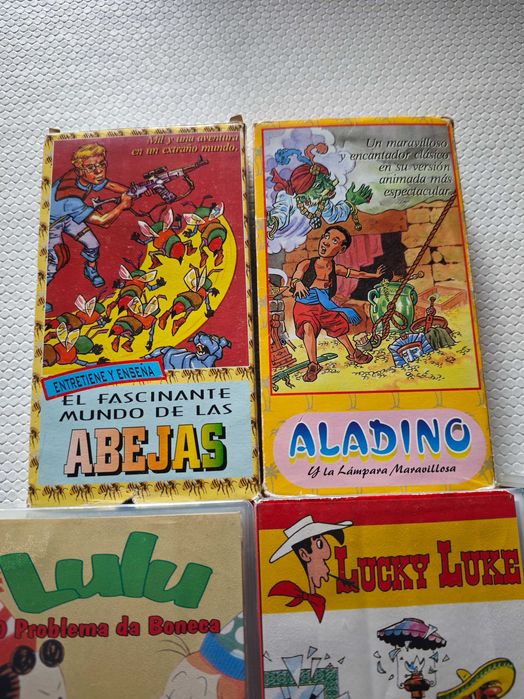 Mil y una aventura
en un extraño mundo.
ENTRETIENE Y ENSEÑA
EL FASCINANTE
MUNDO DE LAS
ABEJAS
Un maravilloso
y encantador clásico
en su versión
animada más
espectacular.
ALADINO
Y la Lámpara Maravillosa
Lulu
O Problema da Boneca
LUCKY LUKE